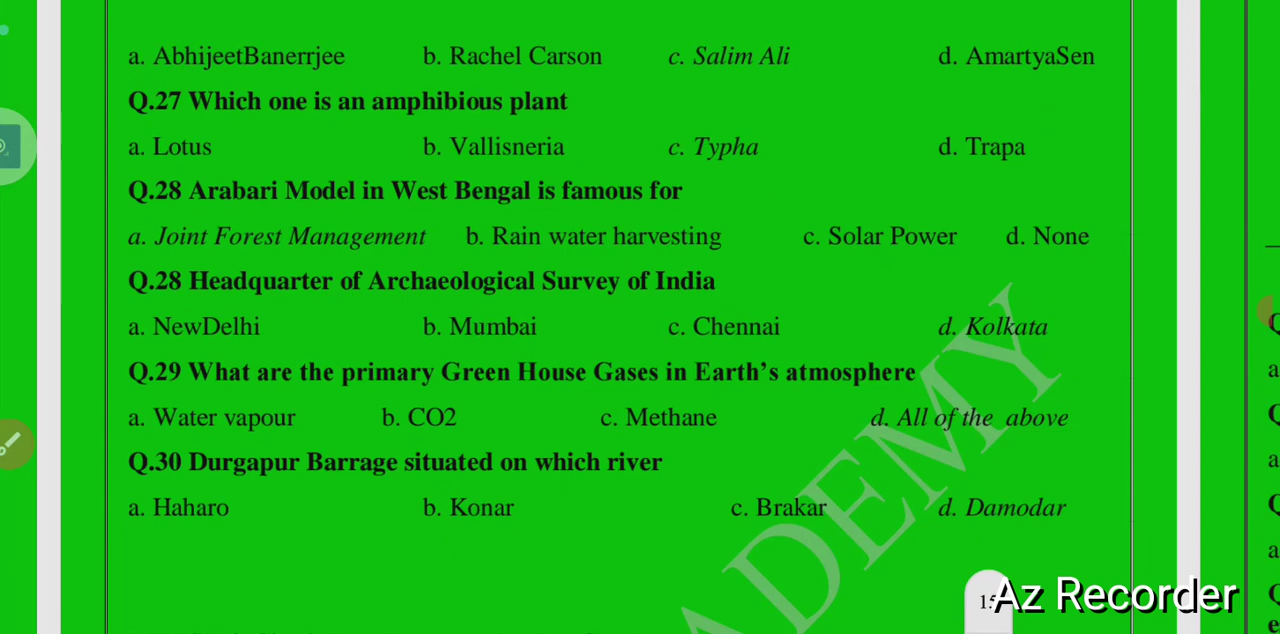 a. AbhijeetBanerrjee b. Rachel Carson c. Salim Ali d. AmartyaSen
Q.27 Which one is an amphibious plant
a. Lotus b. Vallisneria c. Typha d. Trapa
Q.28 Arabari Model in West Bengal is famous for
a. Joint Forest Management b. Rain water harvesting c. Solar Power d. None
Q.28 Headquarter of Archaeological Survey of India
a. NewDelhi b. Mumbai c. Chennai d. Kolkata
Q.29 What are the primary Green House Gases in Earth's atmosphere
a. Water vapour b. CO2 c. Methane d. All of the above
Q.30 Durgapur Barrage situated on which river
a. Haharo b. Konar c. Brakar d. Damodar
ADEMY
Az Recorder